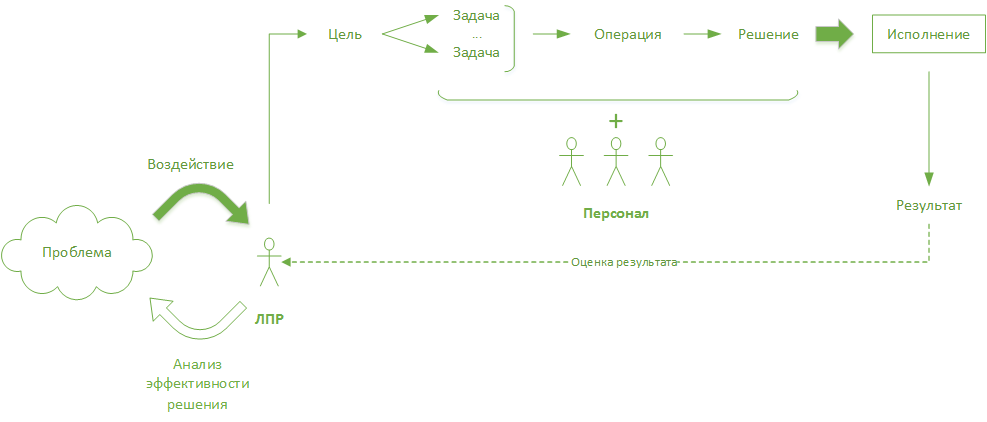 Задача
Цель
...
Операция
Решение
Исполнение
Задача
+
Воздействие
Персонал
Результат
Проблема
Оценка результата
ЛПР
Анализ
эффективности
решения